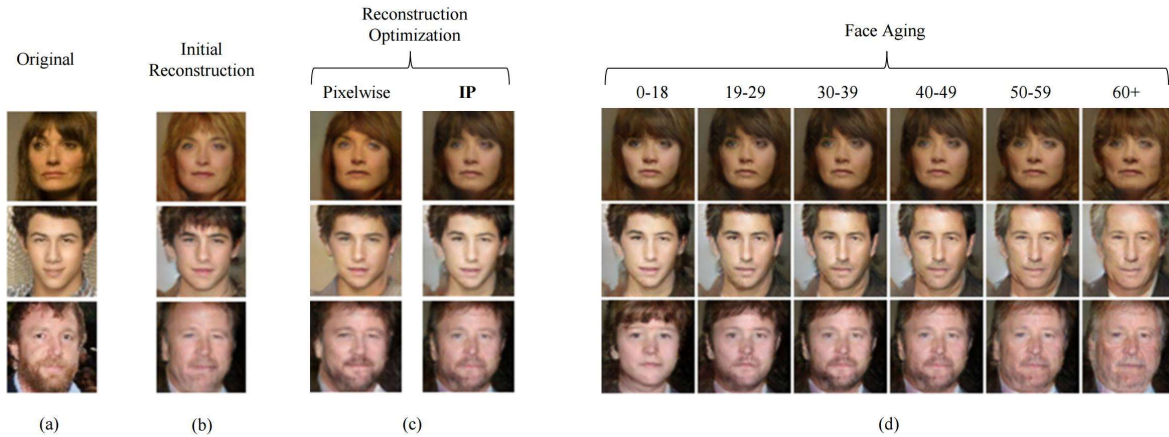 Original
Initial
Reconstruction
Reconstruction
Optimization
Pixelwise
IP
Face Aging
0-18
19-29
30-39
40-49
50-59
60+
(a)
(b)
(c)
(d)